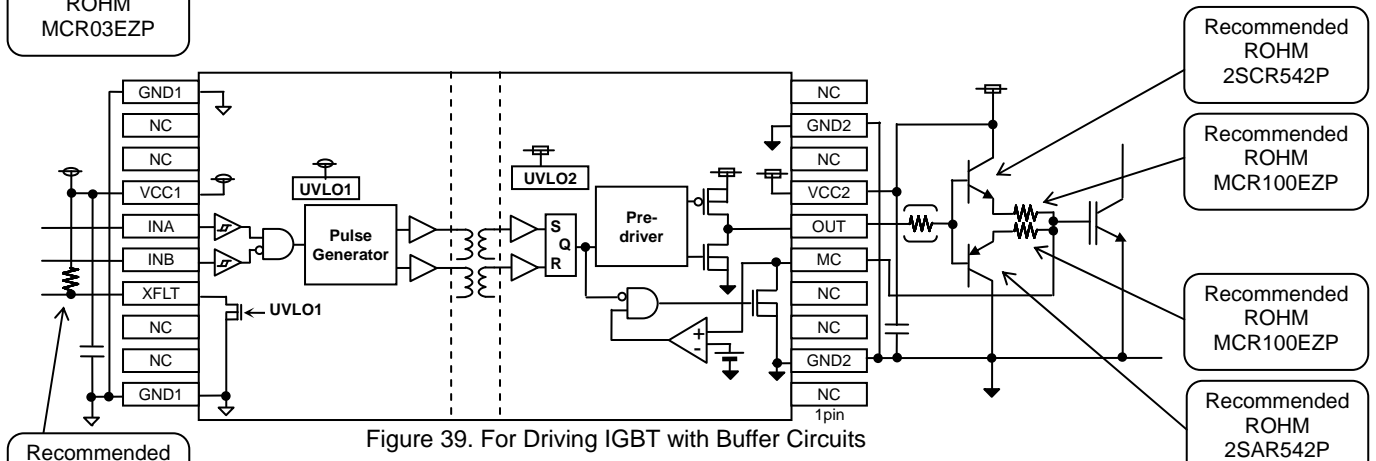 ROHM
MCR03EZP
Recommended
ROHM
2SCR542P
Recommended
ROHM
MCR100EZP
Recommended
ROHM
MCR100EZP
Recommended
ROHM
2SAR542P
GND1
NC
NC
VCC1
INA
INB
XFLT
NC
NC
GND1
UVLO1
Pulse
Generator
UVLO1
UVLO2
S
Q
R
Pre-
driver
+
-
NC
GND2
NC
VCC2
OUT
MC
NC
NC
GND2
NC
1pin
Recommended
Figure 39. For Driving IGBT with Buffer Circuits